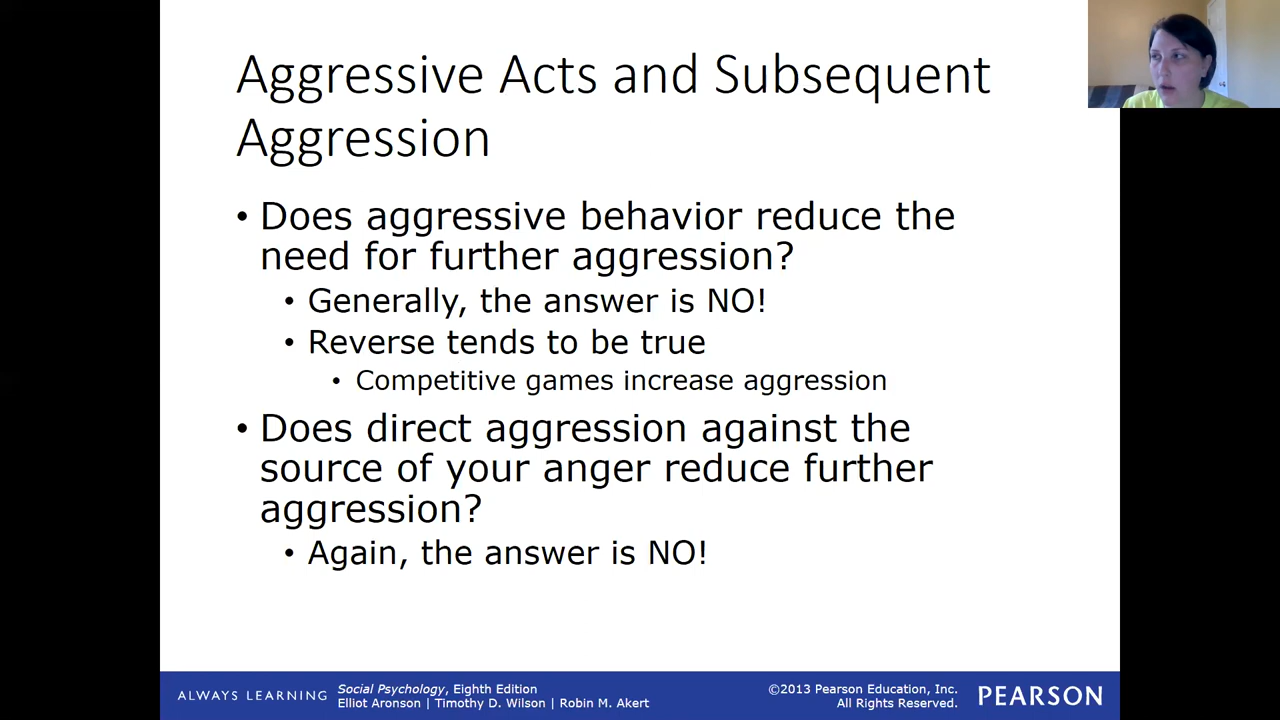 Aggressive Acts and Subsequent
Aggression
• Does aggressive behavior reduce the
need for further aggression?
• Generally, the answer is NO!
• Reverse tends to be true
• Competitive games increase aggression
• Does direct aggression against the
source of your anger reduce further
aggression?
• Again, the answer is NO!
ALWAYS LEARNING
Social Psychology, Eighth Edition
Elliot Aronson | Timothy D. Wilson | Robin M. Akert
©2013 Pearson Education, Inc.
All Rights Reserved.
PEARSON